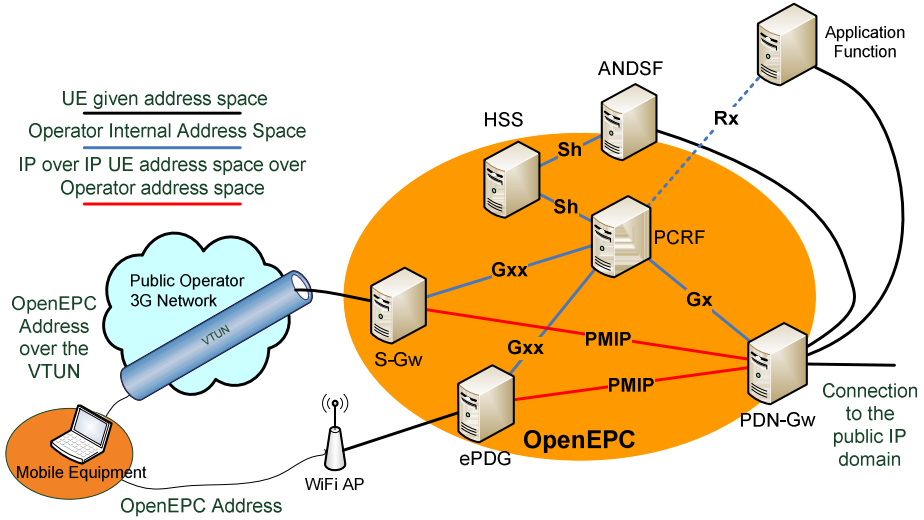 UE given address space
Operator Internal Address Space
IP over IP UE address space over
Operator address space
Application
Function
ANDSF
HSS
Rx
Sh
Sh
PCRF
Gxx
Gx
Gxx
PMIP
PMIP
S-Gw
ePDG
OpenEPC
PDN-Gw
Connection
to the
public IP
domain
Public Operator
3G Network
VTUN
OpenEPC
Address
over the
VTUN
Mobile Equipment
WiFi AP
OpenEPC Address